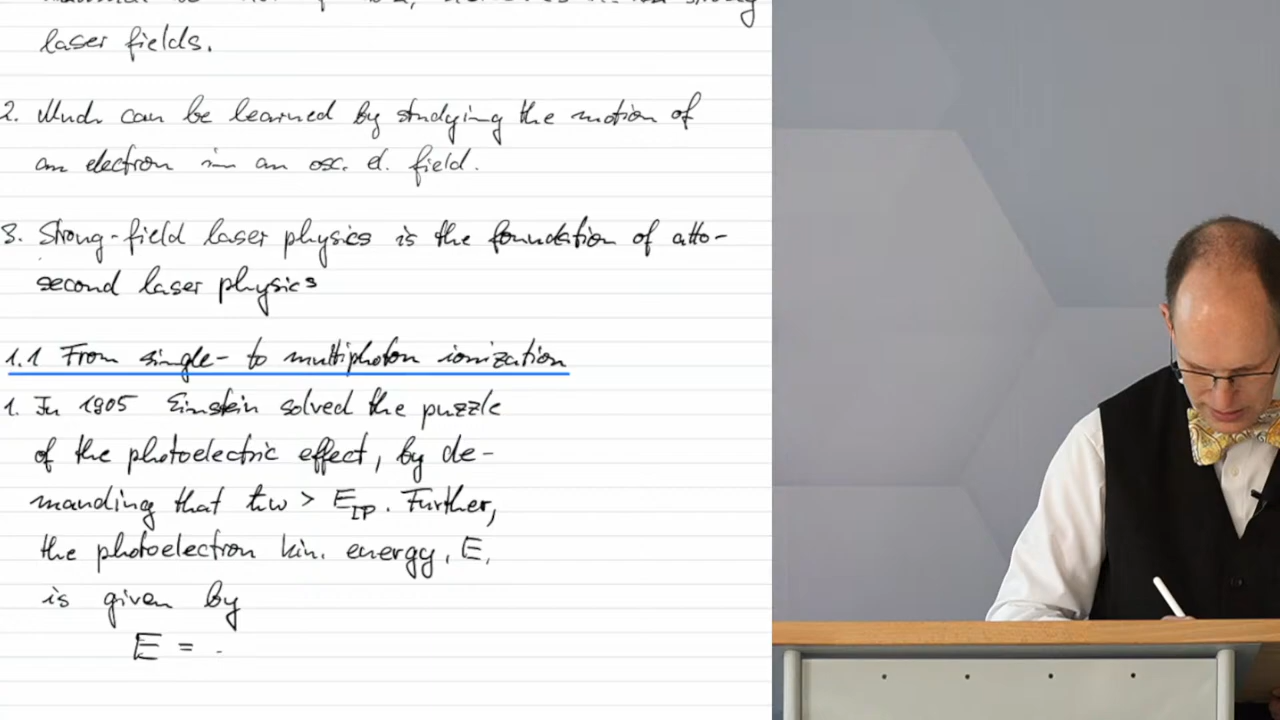 laser fields.
2. Much can be learned by studying the motion of
an electron in an osc. el. field.
3. Strong-field laser physics is the foundation of atto-
second laser physics
1.1 From single- to multiphoton ionization
1. In 1905 Einstein solved the puzzle
of the photoelectric effect, by de-
manding that ħω > E_IP. Further,
the photoelectron kin. energy, E,
is given by
E =